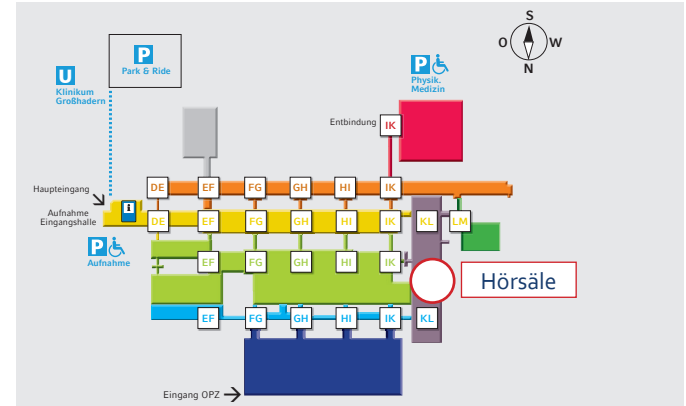 S
O
W
N
P
Park & Ride
U
Klinikum
Großhadern
P
Physik.
Medizin
Entbindung
IK
Haupteingang
DE
EF
FG
GH
HI
IK
Aufnahme
Eingangshalle
i
DE
EF
FG
GH
HI
IK
KL
LM
P
Aufnahme
EF
FG
GH
HI
IK
Hörsäle
EF
FG
GH
HI
IK
KL
Eingang OPZ